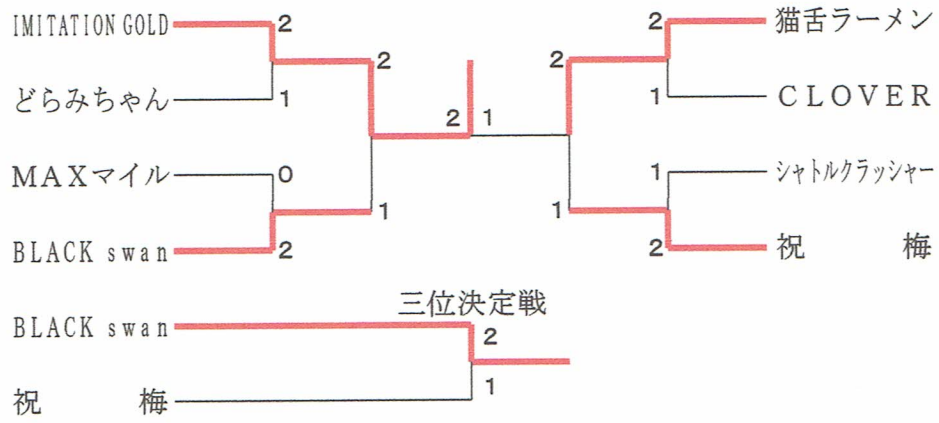 IMITATION GOLD 2 2 猫舌ラーメン
2 2
どらみちゃん 1 1 CLOVER
2 1
MAXマイル 0 1 シャトルクラッシャー
1 1
BLACK swan 2 2 祝 梅
三位決定戦
BLACK swan 2
祝 梅 1